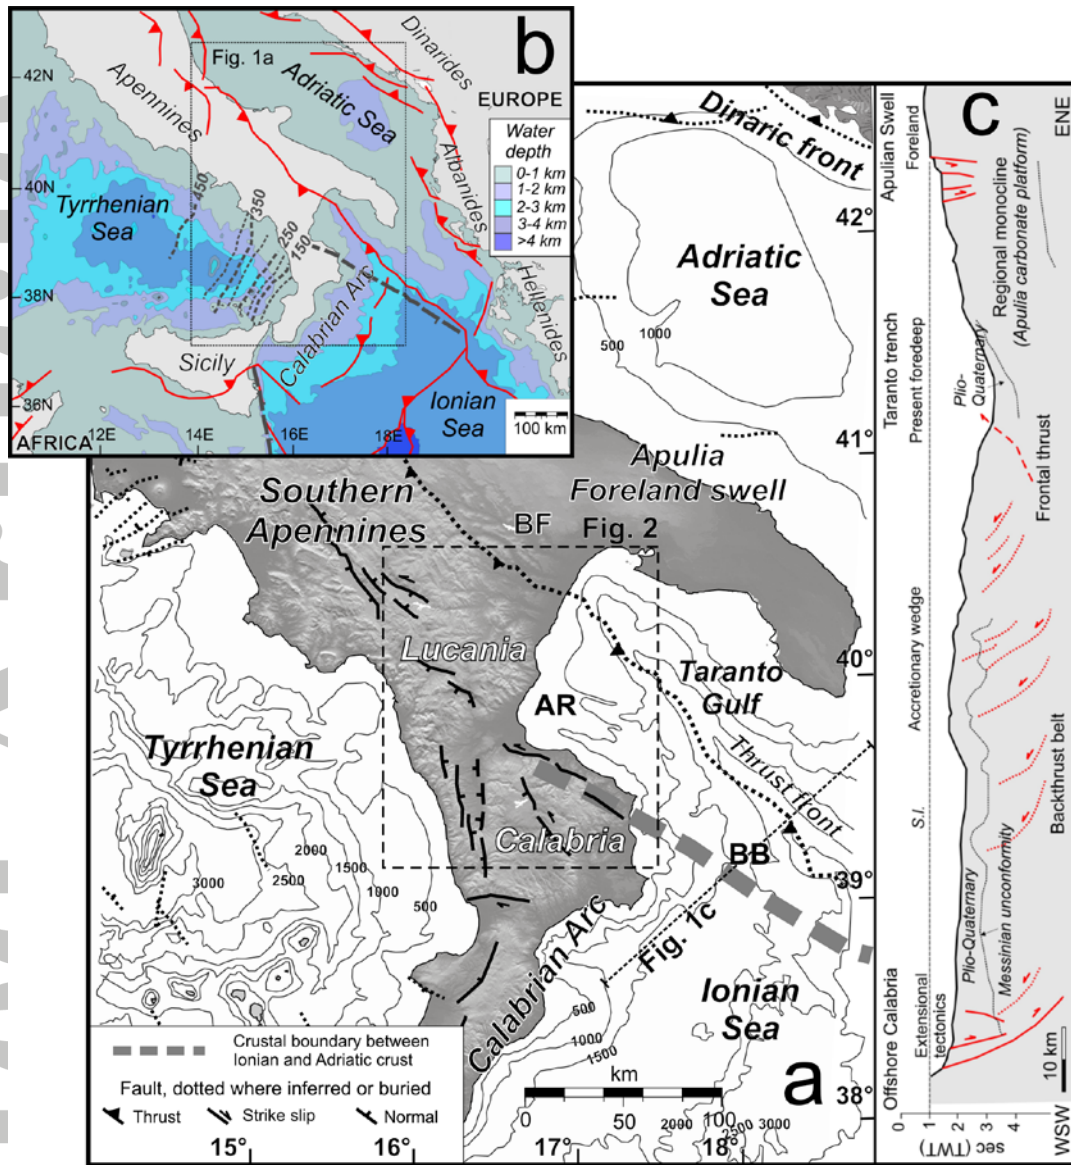 b
Fig. 1a
42N
40N
38N
36N
Dinarides
Apennines
Adriatic Sea
EUROPE
Water
depth
0-1 km
1-2 km
2-3 km
3-4 km
>4 km
Albanides
Hellenides
Tyrrhenian
Sea
450
350
250
150
Calabrian Arc
Sicily
Ionian
Sea
100 km
AFRICA
12E
14E
16E
18E
Dinaric front
42°
Adriatic
Sea
500
1000
41°
Apulia
Foreland swell
Southern
Apennines
BF
Fig. 2
Lucania
40°
Taranto
Gulf
AR
Thrust front
Tyrrhenian
Sea
Calabria
BB
39°
3000
2500
2000
1500
1000
500
Fig. 1c
Calabrian Arc
Ionian
Sea
500
1000
1500
2000
2500
3000
a
38°
km
0
50
100
Crustal boundary between
Ionian and Adriatic crust
Fault, dotted where inferred or buried
Thrust
Strike slip
Normal
15°
16°
17°
18°
c
ENE
Apulian Swell
Foreland
Regional monocline
(Apulia carbonate platform)
Taranto trench
Present foredeep
Plio-
Quaternary
Frontal thrust
Accretionary wedge
Backthrust belt
S.l.
Plio-Quaternary
Messinian unconformity
Offshore Calabria
Extensional
tectonics
10 km
0
1
2
3
4
sec (TWT)
WSW